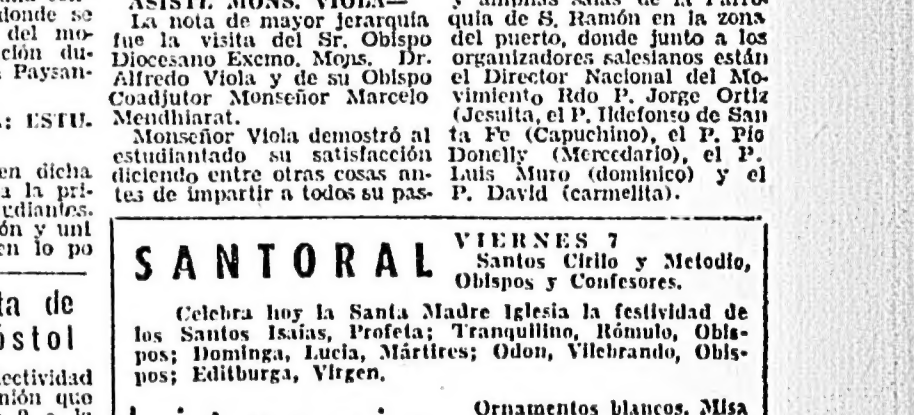 donde se
del mo-
ción du-
Paysan-
: ESTU-
en dicha
a la pri-
ediantes.
ón y uni
en lo po
ta de
óstol
ectividad
nión que
ASISTE MONS. VIOLA—
La nota de mayor jerarquía
fue la visita del Sr. Obispo
Diocesano Excmo. Mons. Dr.
Alfredo Viola y de su Obispo
Coadjutor Monseñor Marcelo
Mendhiarat.
Monseñor Viola demostró al
estudiantado su satisfacción
diciendo entre otras cosas an-
tes de impartir a todos su pas-
y amplias salas de la Parro-
quia de S. Ramón en la zona
del puerto, donde junto a los
organizadores salesianos están
el Director Nacional del Mo-
vimiento Rdo P. Jorge Ortiz
(Jesuíta, el P. Ildefonso de San
ta Fe (Capuchino), el P. Pío
Donelly (Mercedario), el P.
Luis Muro (dominico) y el
P. David (carmelita).
SANTORAL
VIERNES 7
Santos Cirilo y Metodio,
Obispos y Confesores.
Celebra hoy la Santa Madre Iglesia la festividad de
los Santos Isaías, Profeta; Tranquilino, Rómulo, Obis-
pos; Dominga, Lucía, Mártires; Odon, Vilebrando, Obis-
pos; Editburga, Virgen.
Ornamentos blancos. Misa